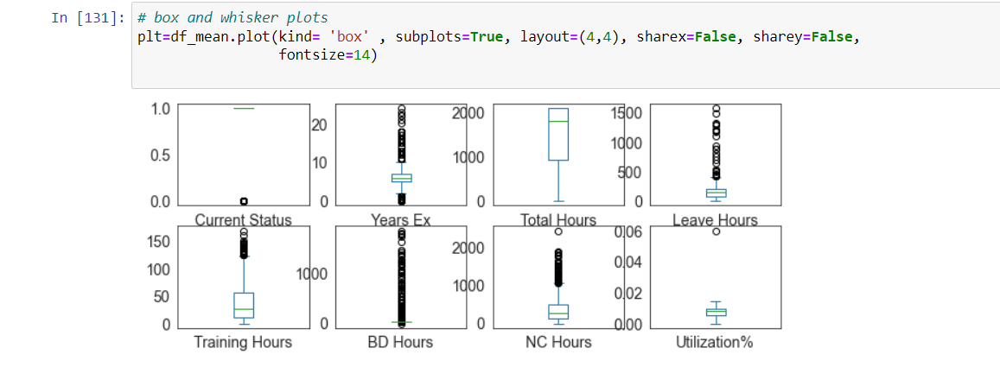 In [131]: # box and whisker plots
plt=df_mean.plot(kind= 'box' , subplots=True, layout=(4,4), sharex=False, sharey=False,
fontsize=14)
1.0
0.5
0.0
Current Status
20
10
0
Years Ex
2000
1000
0
Total Hours
1500
1000
500
0
Leave Hours
150
100
50
0
Training Hours
1000
0
BD Hours
2000
1000
0
NC Hours
0.06
0.04
0.02
0.00
Utilization%